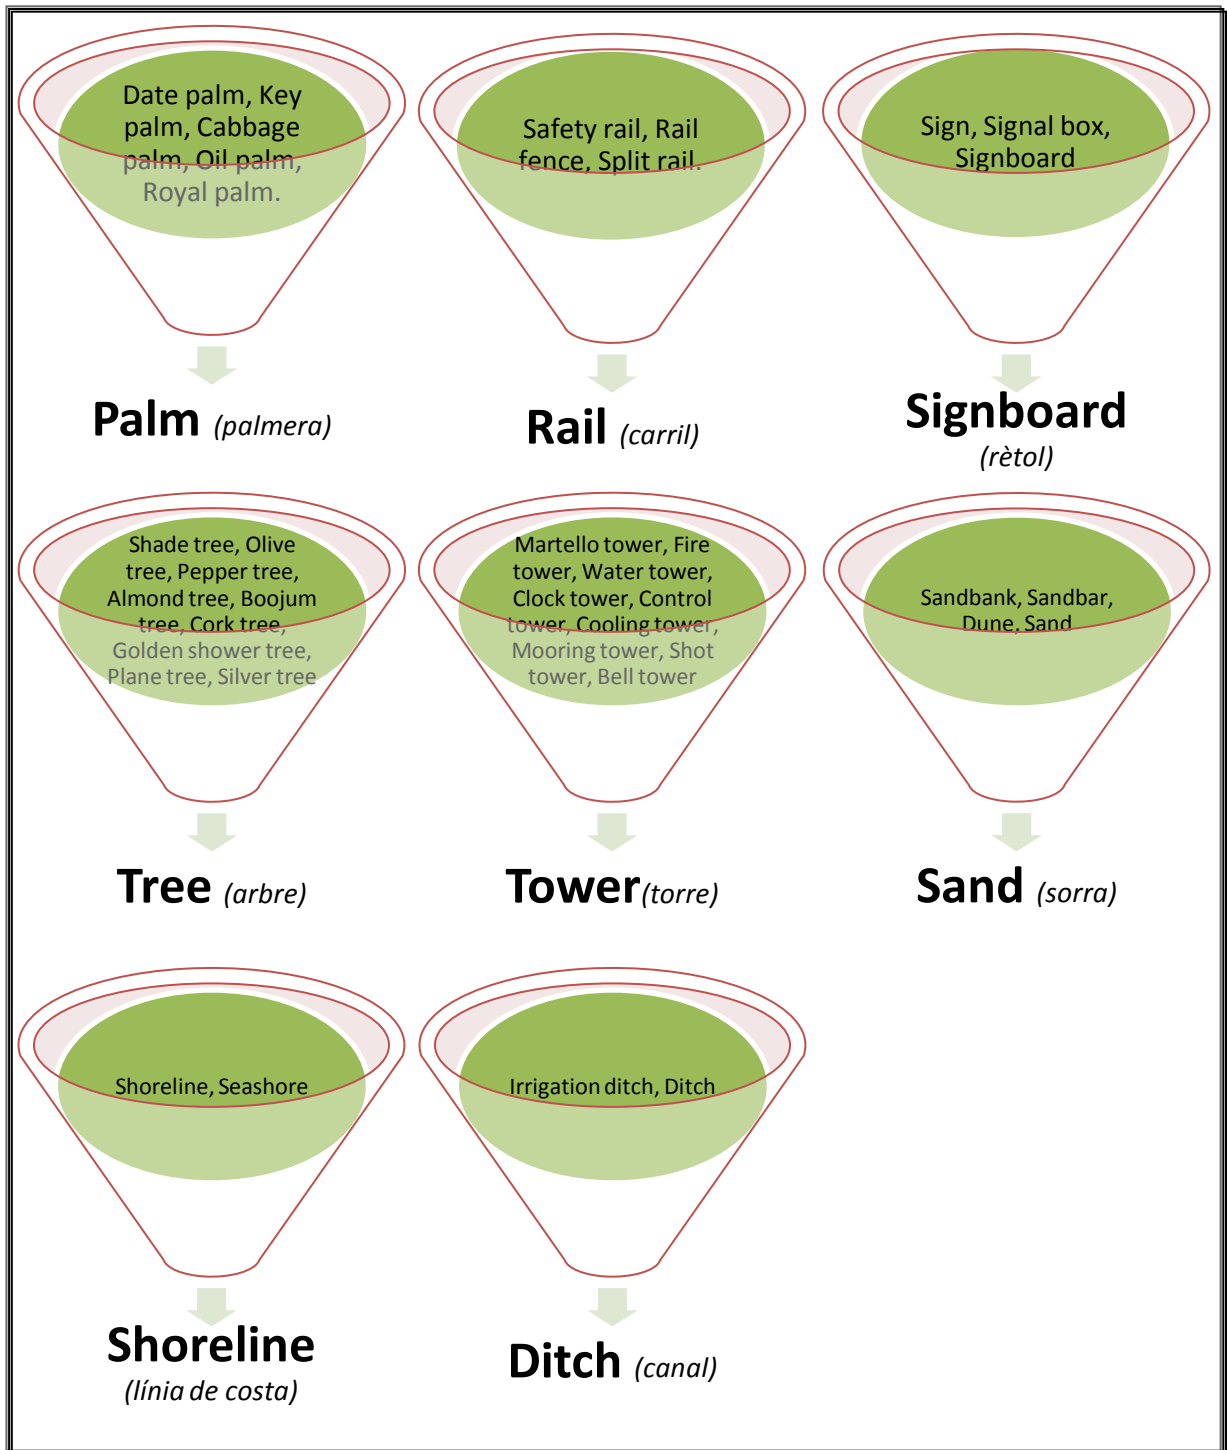 Date palm, Key
palm, Cabbage
palm, Oil palm,
Royal palm.
Palm (palmera)
Safety rail, Rail
fence, Split rail.
Rail (carril)
Sign, Signal box,
Signboard
Signboard
(rètol)
Shade tree, Olive
tree, Pepper tree,
Almond tree, Boojum
tree, Cork tree,
Golden shower tree,
Plane tree, Silver tree
Tree (arbre)
Martello tower, Fire
tower, Water tower,
Clock tower, Control
tower, Cooling tower,
Mooring tower, Shot
tower, Bell tower
Tower(torre)
Sandbank, Sandbar,
Dune, Sand
Sand (sorra)
Shoreline, Seashore
Shoreline
(línia de costa)
Irrigation ditch, Ditch
Ditch (canal)